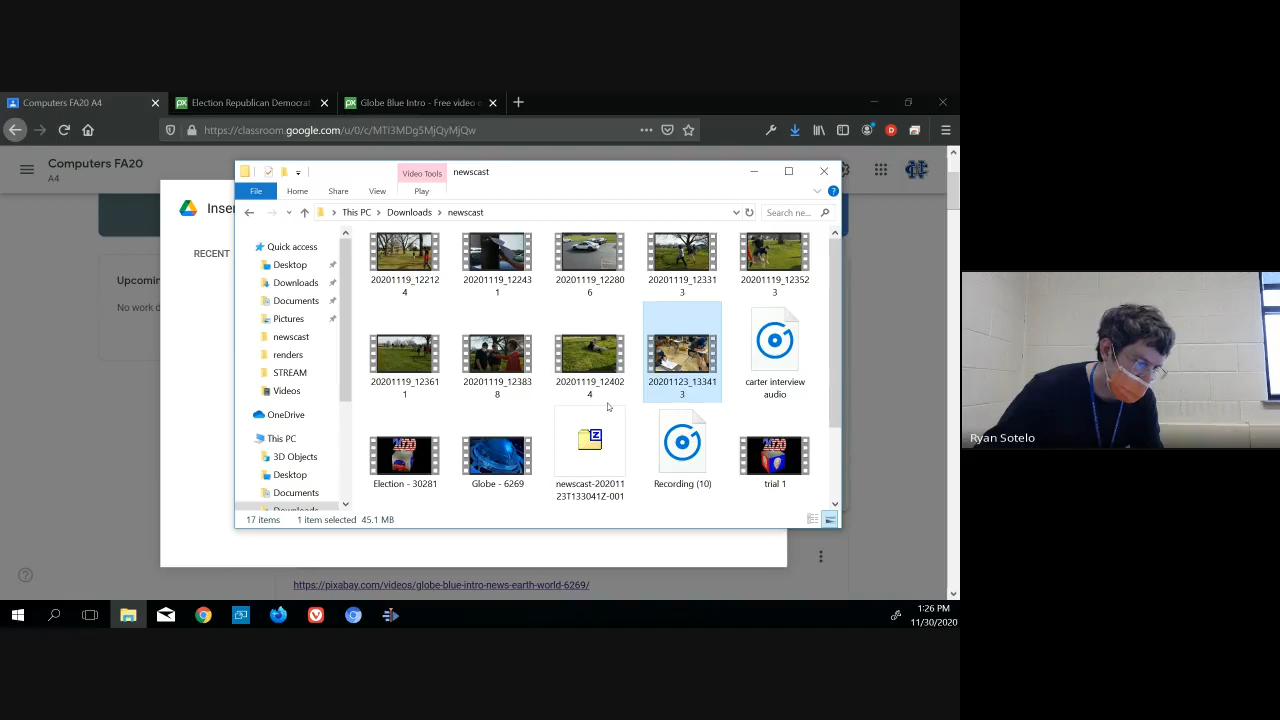 Computers FA20 A4
Election Republican Democrat
Globe Blue Intro - Free video
https://classroom.google.com/u/0/c/MTI3MDg5MjQyMjQw
Computers FA20
A4
Video Tools
newscast
File
Home
Share
View
Play
Inser
This PC
Downloads
newscast
Search ne...
RECENT
Upcomin
No work d
Quick access
Desktop
Downloads
Documents
Pictures
newscast
renders
STREAM
Videos
OneDrive
This PC
3D Objects
Desktop
Documents
20201119_12212
4
20201119_12243
1
20201119_12280
6
20201119_12331
3
20201119_12352
3
20201119_12361
1
20201119_12383
8
20201119_12402
4
20201123_13341
3
carter interview
audio
Election - 30281
Globe - 6269
newscast-202011
23T133041Z-001
Recording (10)
trial 1
17 items
1 item selected
45.1 MB
https://pixabay.com/videos/globe-blue-intro-news-earth-world-6269/
1:26 PM
11/30/2020
Ryan Sotelo